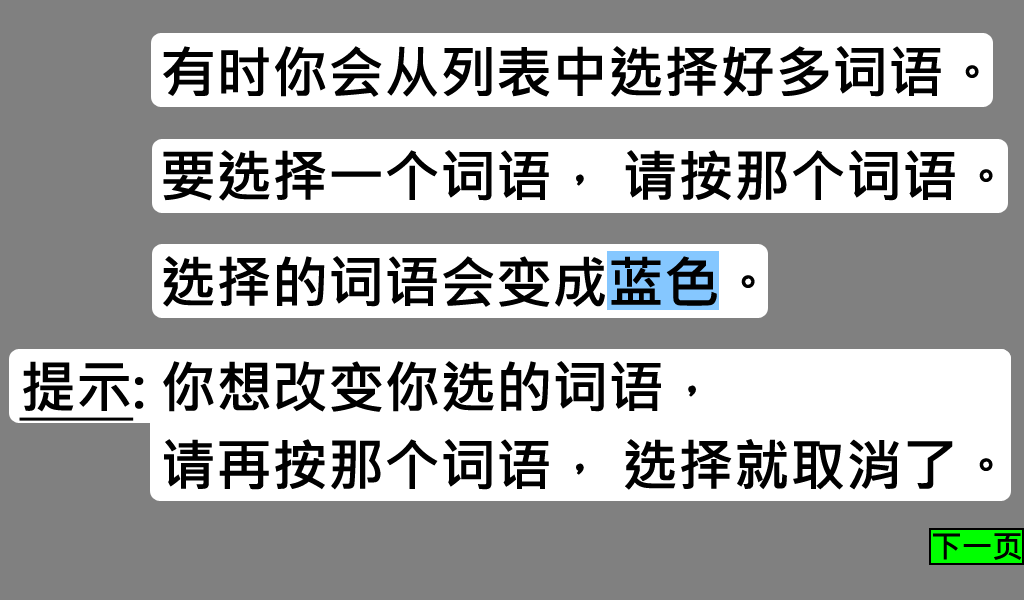 有时你会从列表中选择好多词语。
要选择一个词语， 请按那个词语。
选择的词语会变成蓝色。
提示: 你想改变你选的词语，
请再按那个词语， 选择就取消了。
下一页